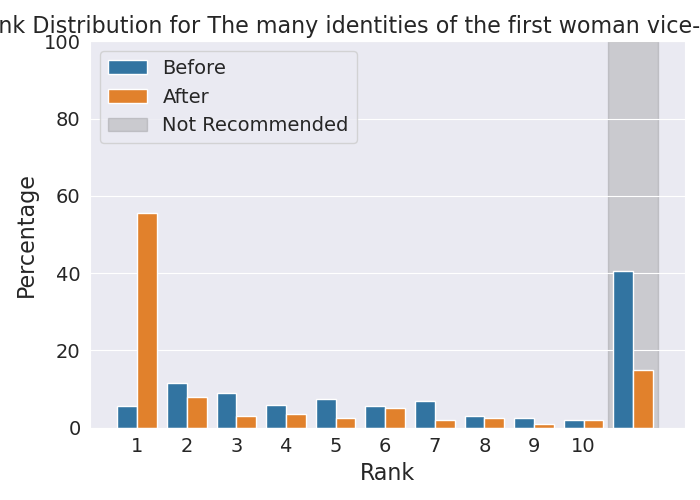 nk Distribution for The many identities of the first woman vice-
100
80
60
40
20
0
Percentage
Before
After
Not Recommended
1 2 3 4 5 6 7 8 9 10
Rank